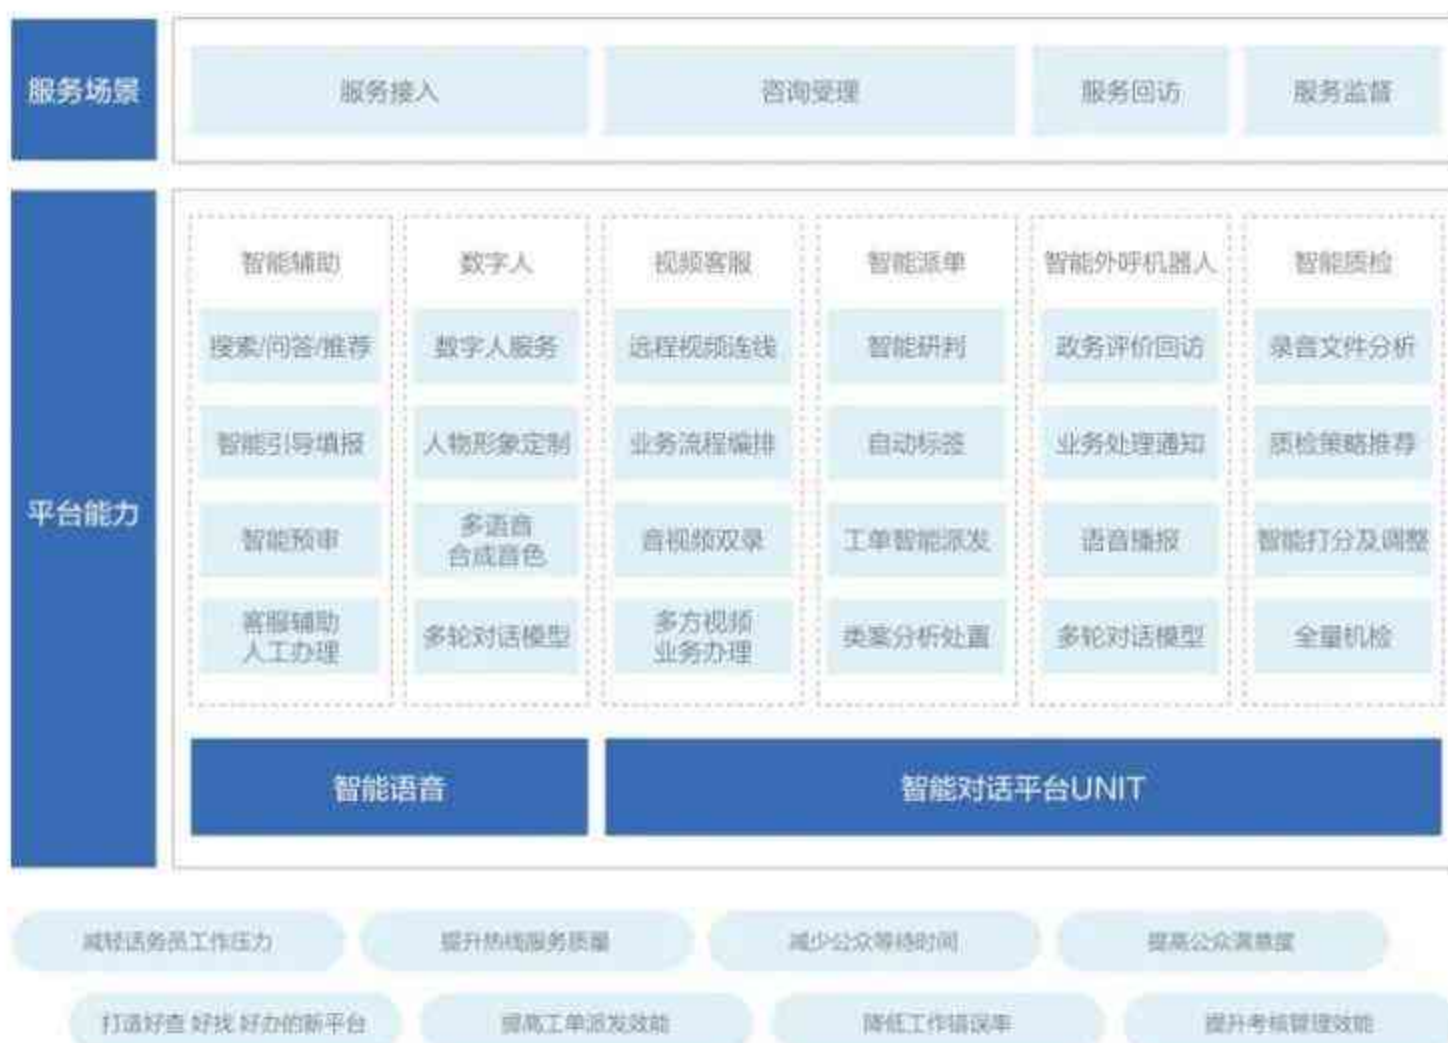 服务场景
服务接入
咨询受理
服务回访
服务监督
平台能力
智能辅助
数字人
视频客服
智能派单
智能外呼机器人
智能质检
搜索/问答/推荐
数字人服务
远程视频连线
智能研判
政务评价回访
录音文件分析
智能引导填报
人物形象定制
业务流程编排
自动标签
业务处理通知
质检策略推荐
智能预审
多语音
合成音色
音视频双录
工单智能派发
语音播报
智能打分及调整
客服辅助
人工办理
多轮对话模型
多方视频
业务办理
类案分析处置
多轮对话模型
全量机检
智能语音
智能对话平台UNIT
减轻话务员工作压力
提升热线服务质量
减少公众等待时间
提高公众满意度
打造好查 好找 好办的新平台
提高工单派发效能
降低工作错误率
提升考核管理效能